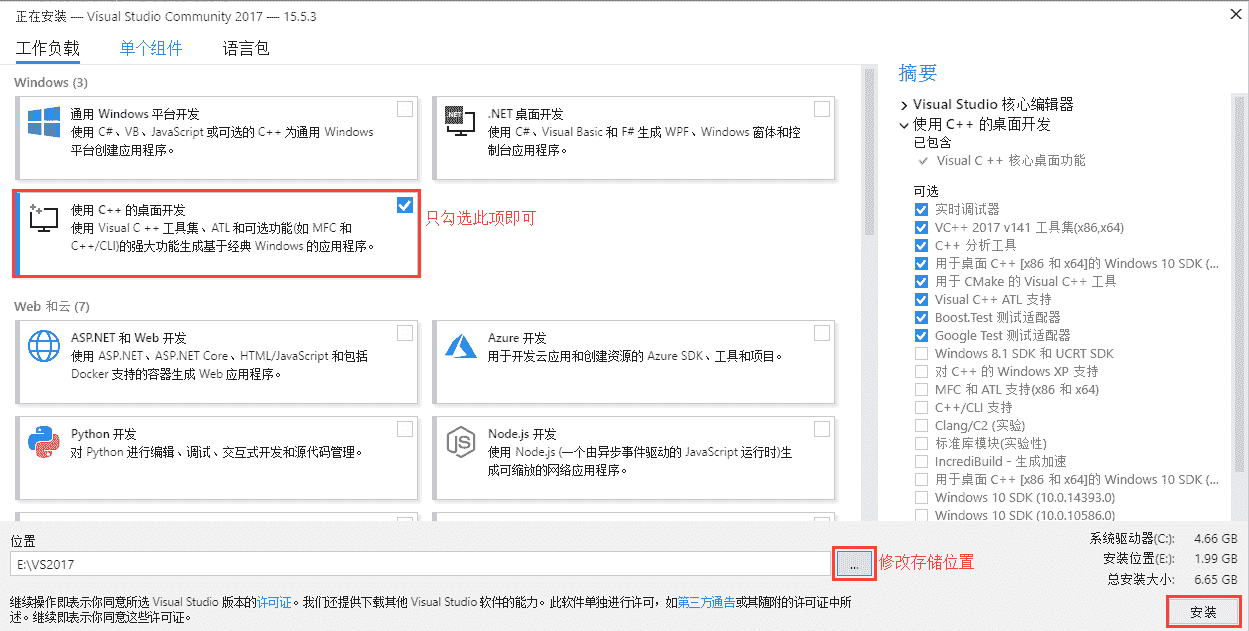 正在安装 — Visual Studio Community 2017 — 15.5.3
工作负载 单个组件 语言包
Windows (3)
通用 Windows 平台开发
使用 C#、VB、JavaScript 或可选的 C++ 为通用 Windows
平台创建应用程序。
.NET
.NET 桌面开发
使用 C#、Visual Basic 和 F# 生成 WPF、Windows 窗体和控
制台应用程序。
使用 C++ 的桌面开发
使用 Visual C ++ 工具集、ATL 和可选功能(如 MFC 和
C++/CLI)的强大功能生成基于经典 Windows 的应用程序。
只勾选此项即可
Web 和云 (7)
ASP.NET 和 Web 开发
使用 ASP.NET、ASP.NET Core、HTML/JavaScript 和包括
Docker 支持的容器生成 Web 应用程序。
Azure 开发
用于开发云应用和创建资源的 Azure SDK、工具和项目。
Python 开发
对 Python 进行编辑、调试、交互式开发和源代码管理。
JS
Node.js 开发
使用 Node.js (一个由异步事件驱动的 JavaScript 运行时)生
成可缩放的网络应用程序。
摘要
Visual Studio 核心编辑器
使用 C++ 的桌面开发
已包含
Visual C ++ 核心桌面功能
可选
实时调试器
VC++ 2017 v141 工具集(x86,x64)
C++ 分析工具
用于桌面 C++ [x86 和 x64]的 Windows 10 SDK (...
用于 CMake 的 Visual C++ 工具
Visual C++ ATL 支持
Boost.Test 测试适配器
Google Test 测试适配器
Windows 8.1 SDK 和 UCRT SDK
对 C++ 的 Windows XP 支持
MFC 和 ATL 支持(x86 和 x64)
C++/CLI 支持
Clang/C2 (实验)
标准库模块(实验性)
IncrediBuild - 生成加速
用于桌面 C++ [x86 和 x64]的 Windows 10 SDK (...
Windows 10 SDK (10.0.14393.0)
Windows 10 SDK (10.0.10586.0)
位置
E:\VS2017
...
修改存储位置
系统驱动器(C:): 4.66 GB
安装位置(E:): 1.99 GB
总安装大小: 6.65 GB
继续操作即表示你同意所选 Visual Studio 版本的许可证。我们还提供下载其他 Visual Studio 软件的能力。此软件单独进行许可，如第三方通告或其随附的许可证中所
述。继续即表示你同意这些许可证。
安装